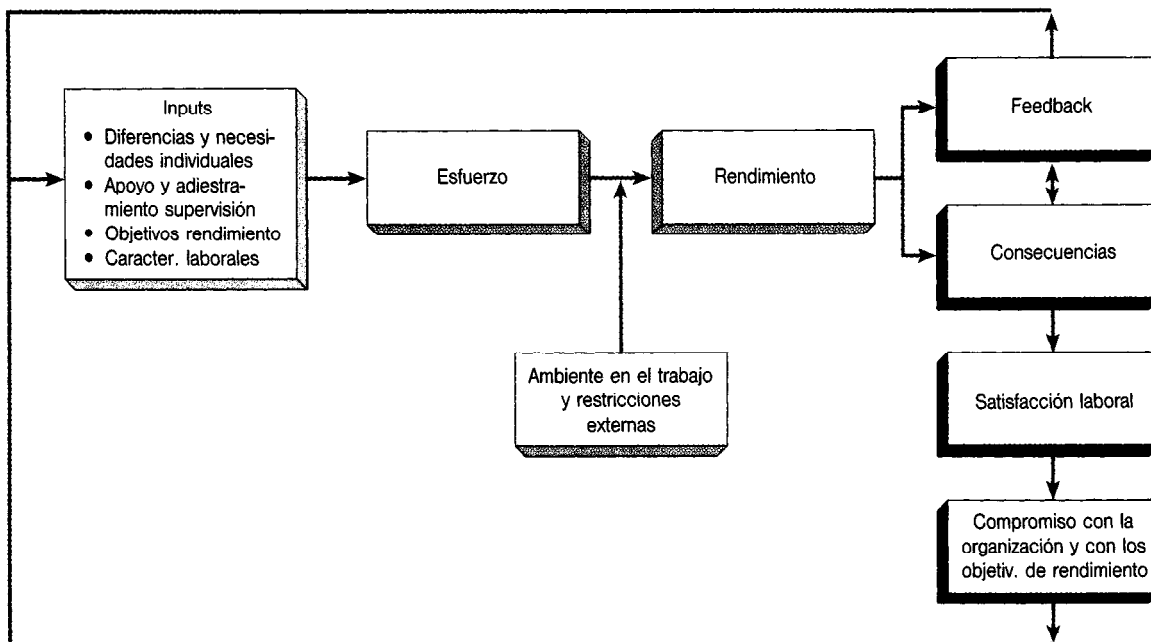 Inputs
• Diferencias y necesi-
dades individuales
• Apoyo y adiestra-
miento supervisión
• Objetivos rendimiento
• Caracter. laborales
Esfuerzo
Rendimiento
Feedback
Consecuencias
Ambiente en el trabajo
y restricciones
externas
Satisfacción laboral
Compromiso con la
organización y con los
objetiv. de rendimiento